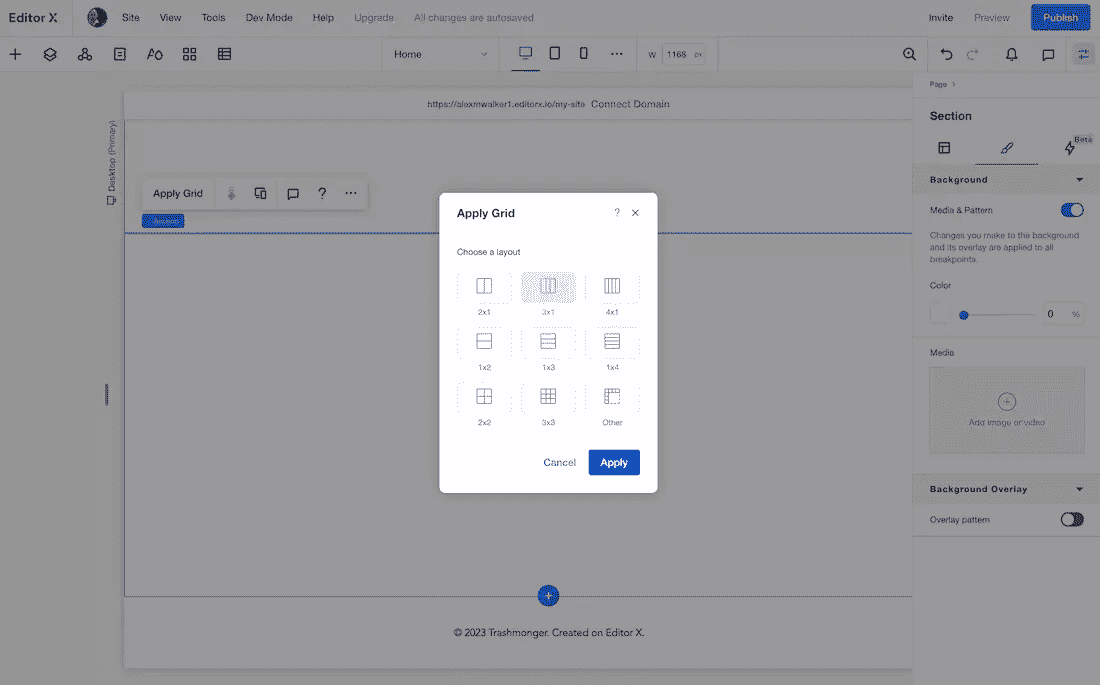 Editor X Site View Tools Dev Mode Help Upgrade All changes are autosaved Invite Preview Publish
Home W 1168 px
https://alexmwalker1.editorx.io/my-site Connect Domain
Page
Section
Desktop (Primary)
Beta
Apply Grid ?
Background
Section
Media & Pattern
Changes you make to the background
and its overlay are applied to all
breakpoints.
Color
0 %
Media
Add image or video
Background Overlay
Overlay pattern
Apply Grid ?
Choose a layout
2x1 3x1 4x1
1x2 1x3 1x4
2x2 3x3 Other
Cancel Apply
© 2023 Trashmonger. Created on Editor X.